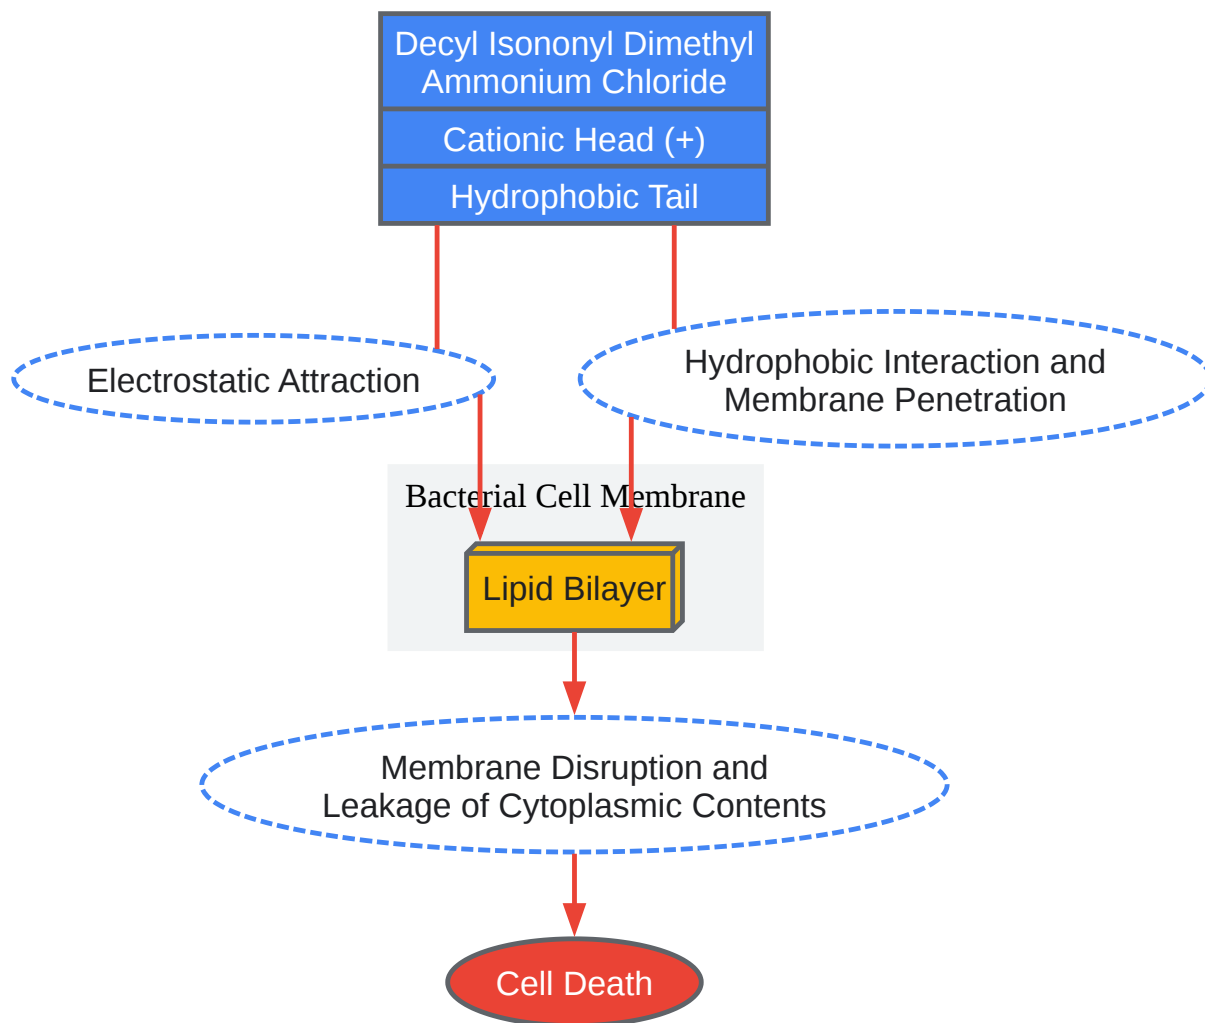 Decyl Isononyl Dimethyl
Ammonium Chloride
Cationic Head (+)
Hydrophobic Tail
Electrostatic Attraction
Hydrophobic Interaction and
Membrane Penetration
Bacterial Cell Membrane
Lipid Bilayer
Membrane Disruption and
Leakage of Cytoplasmic Contents
Cell Death